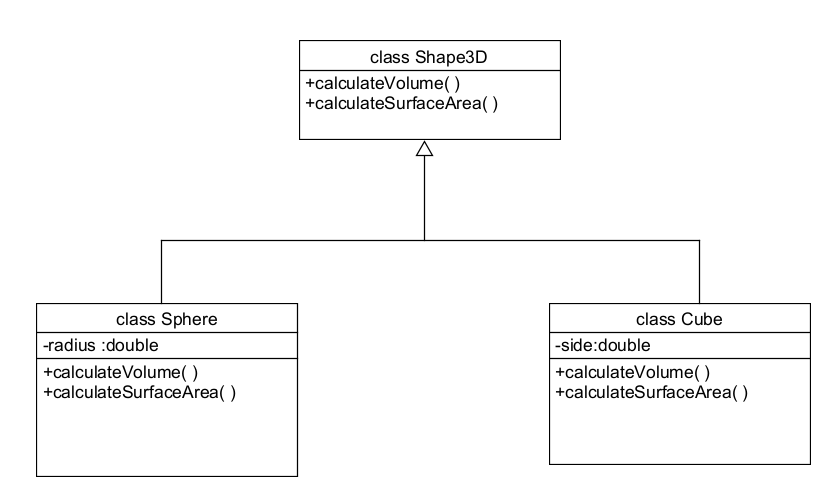 class Shape3D
+calculateVolume( )
+calculateSurfaceArea( )
class Sphere
-radius :double
+calculateVolume( )
+calculateSurfaceArea( )
class Cube
-side:double
+calculateVolume( )
+calculateSurfaceArea( )